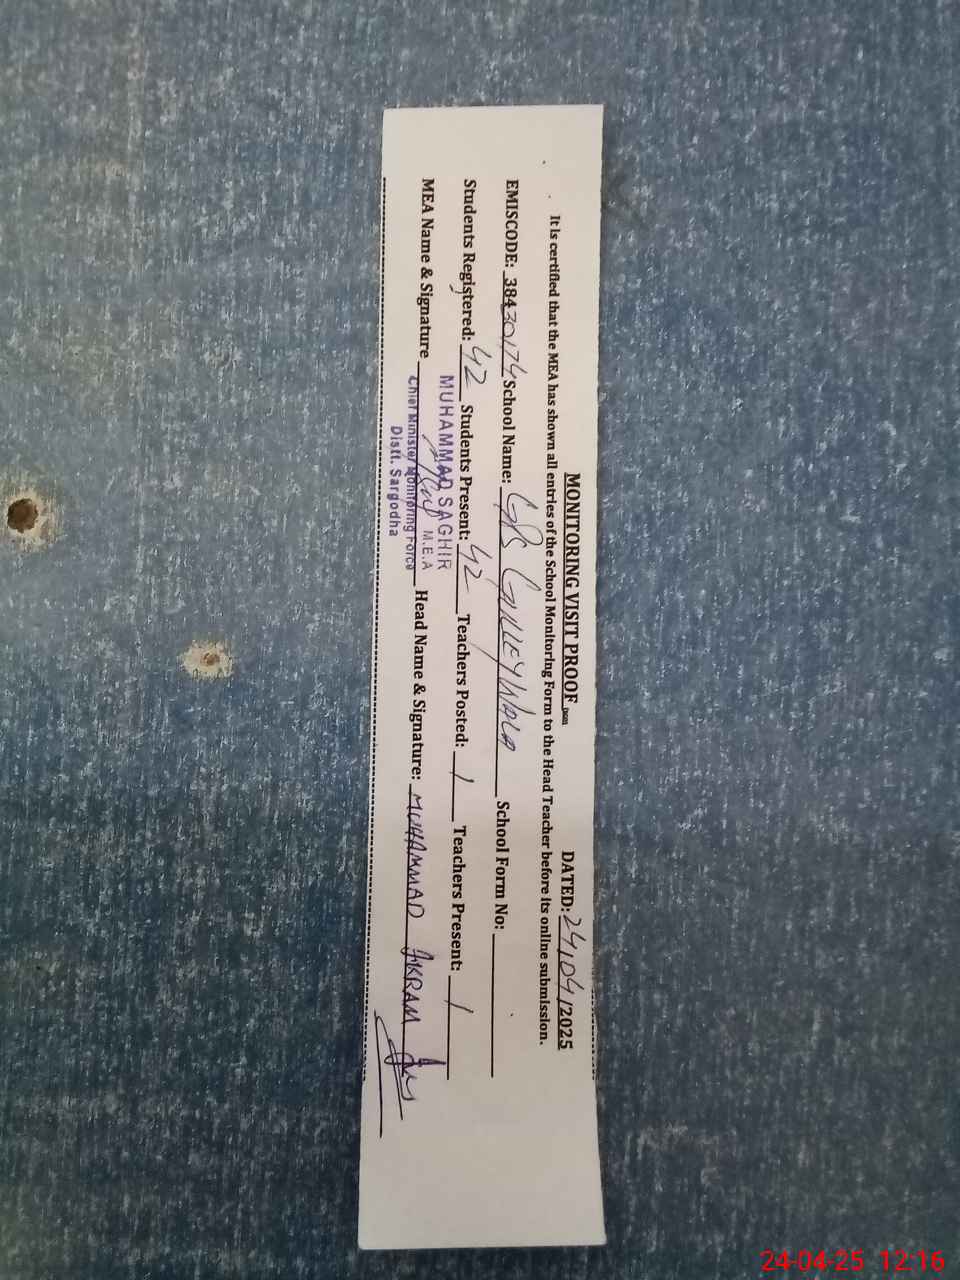 MONITORING VISIT PROOF DATED: 24/04/2025
It is certified that the MEA has shown all entries of the School Monitoring Form to the Head Teacher before its online submission.
EMISCODE: 38430174 School Name: GPS GULLEYWALA School Form No:
Students Registered: 42 Students Present: 42 Teachers Posted: 1 Teachers Present: 1
MUHAMMAD SAGHIR
M.E.A
MEA Name & Signature Head Name & Signature: MUHAMMAD AKRAM
Chief Minister Monitoring Force
Distt. Sargodha
24-04-25 12:16